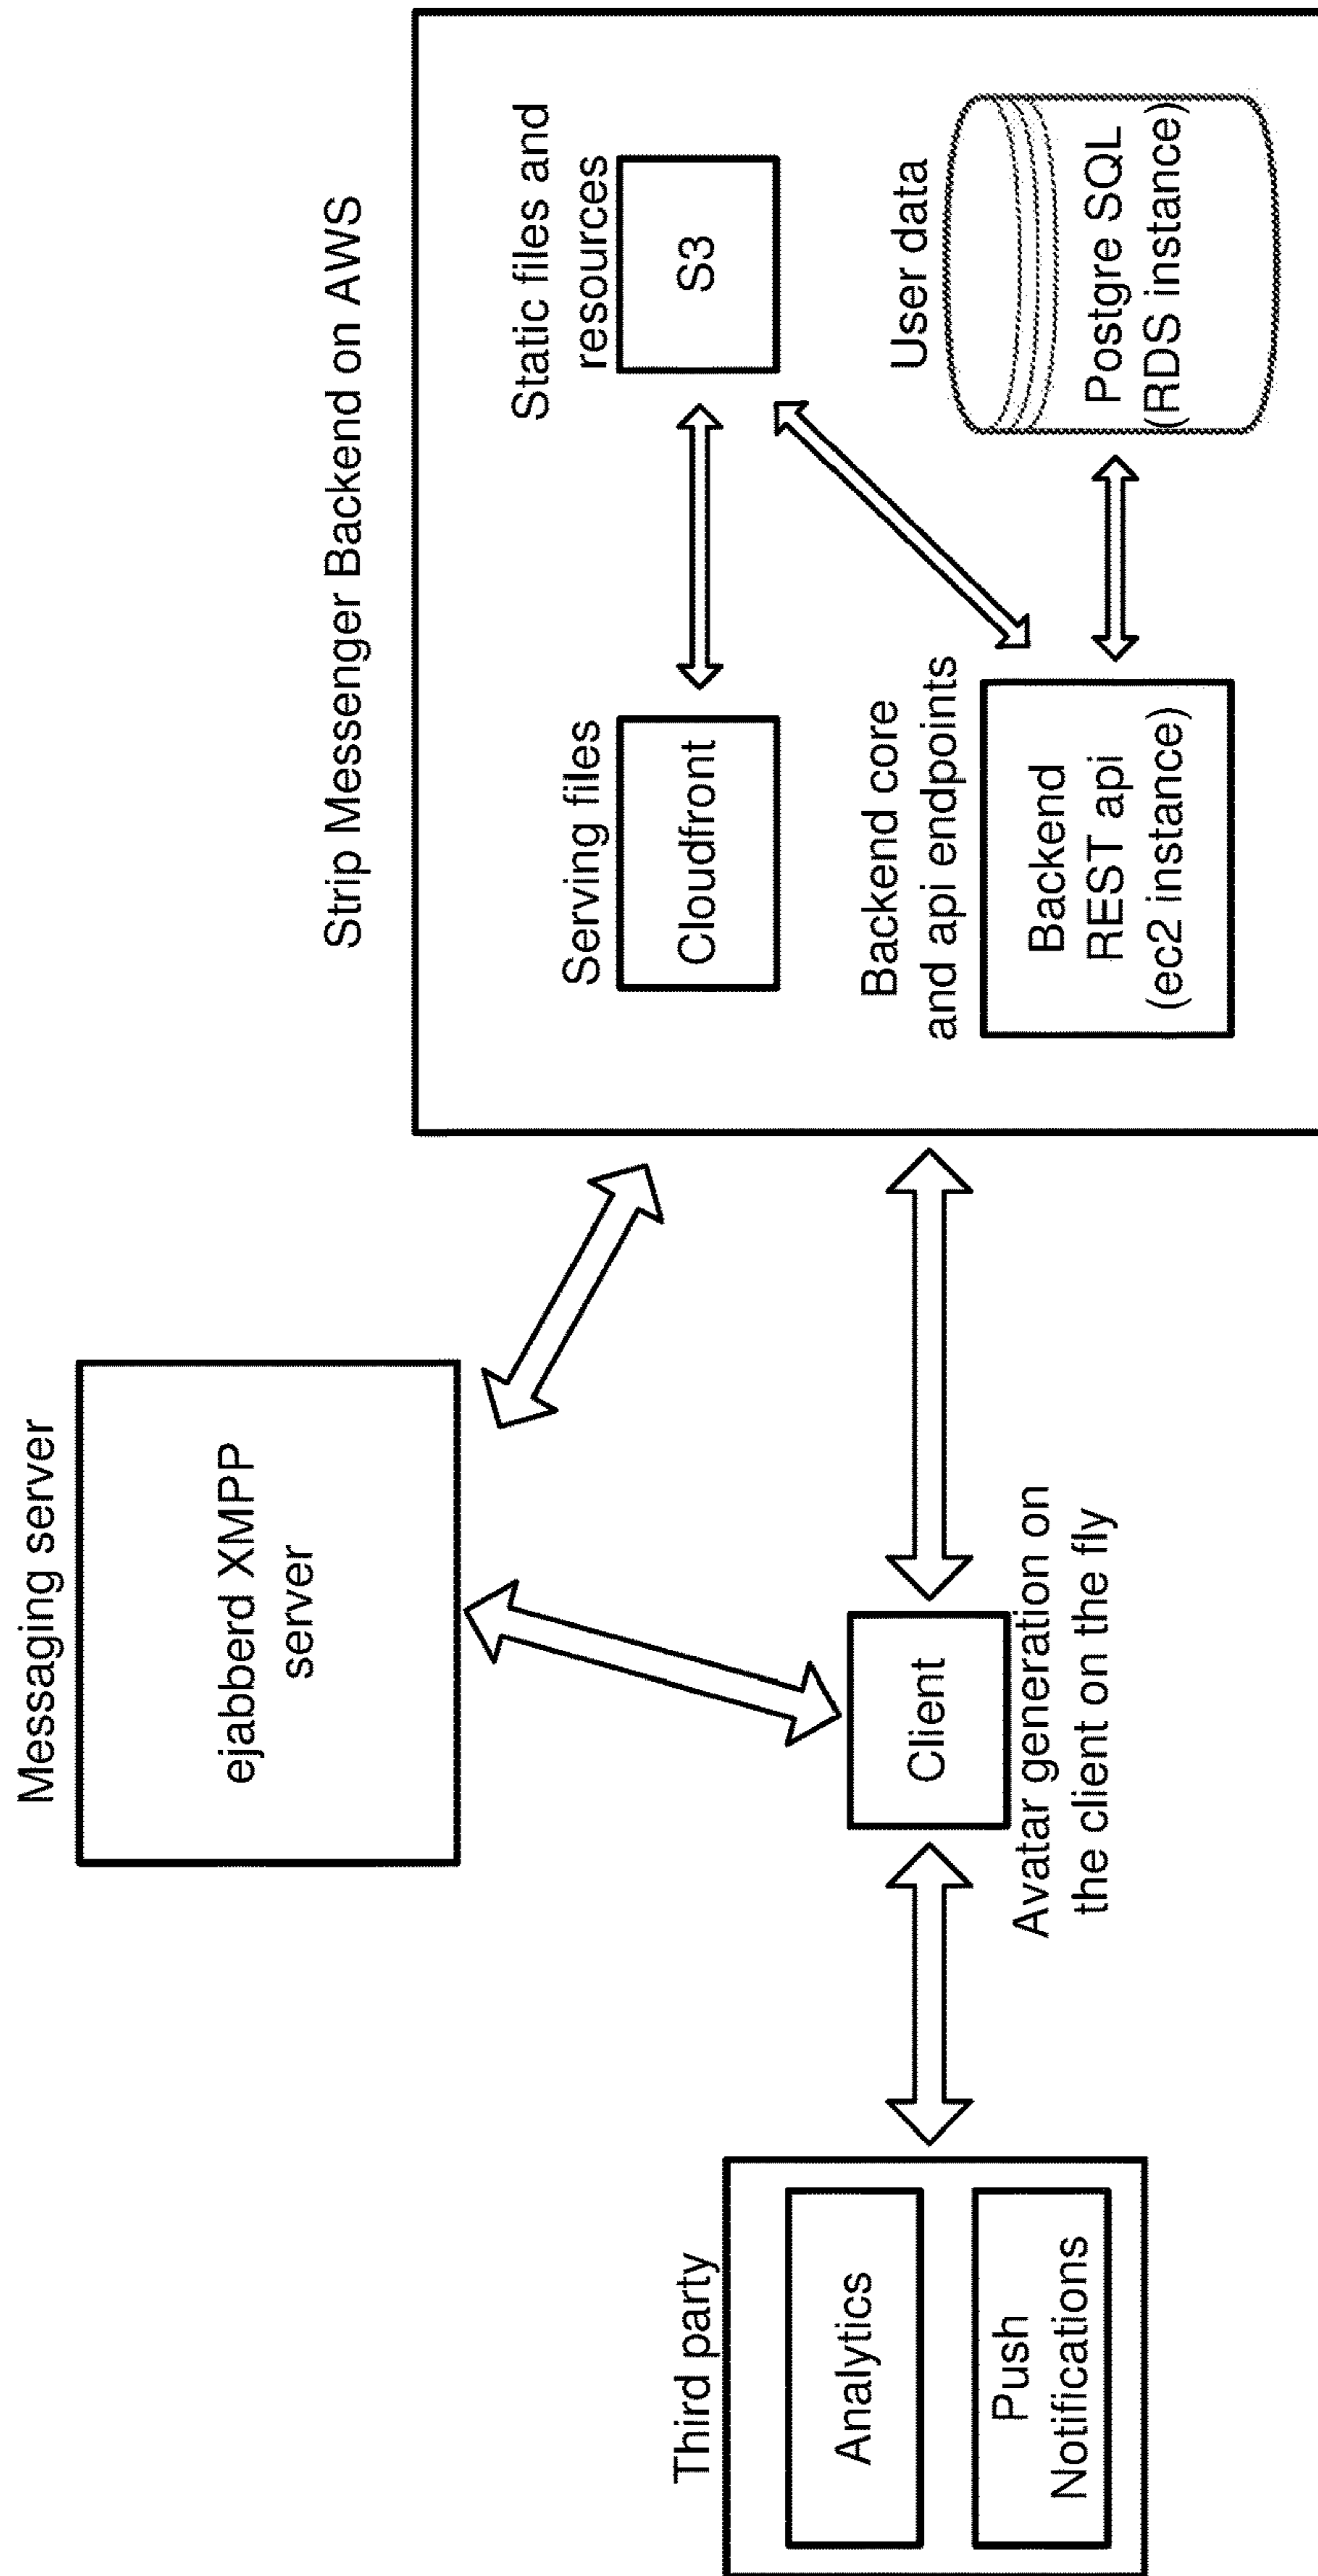 Messaging server
ejabberd XMPP
server
Strip Messenger Backend on AWS
Third party
Analytics
Push
Notifications
Client
Avatar generation on
the client on the fly
Serving files
Cloudfront
Static files and
resources
S3
Backend core
and api endpoints
Backend
REST api
(ec2 instance)
User data
Postgre SQL
(RDS instance)